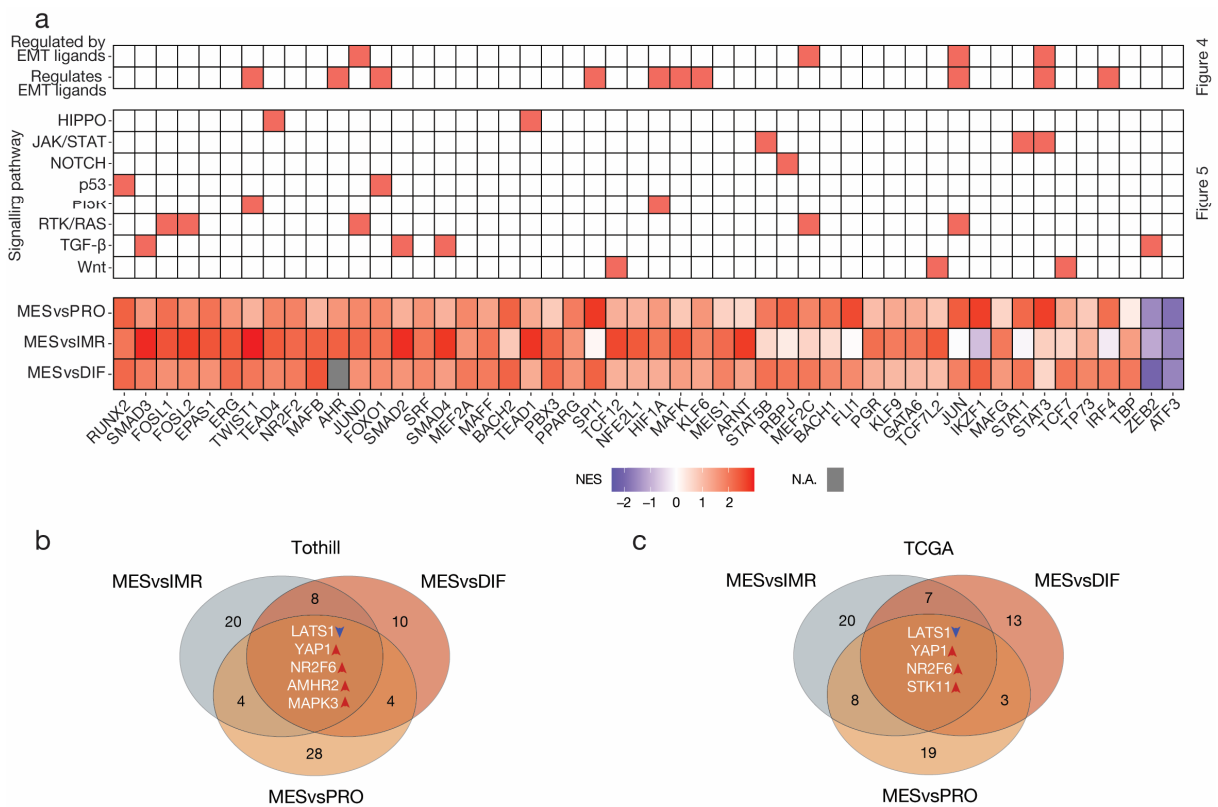 a
Regulated by
EMT ligands
Regulates
EMT ligands
Figure 4
Signalling pathway
HIPPO
JAK/STAT
NOTCH
p53
PI3K
RTK/RAS
TGF-β
Wnt
Figure 5
MESvsPRO
MESvsIMR
MESvsDIF
RUNX2
SMAD3
FOSL1
FOSL2
EPAS1
ERG
TWIST1
TEAD4
NR2F2
MAFB
AHR
JUND
FOXO1
SMAD2
SRF
SMAD4
MEF2A
MAFF
BACH2
TEAD1
PBX3
PPARG
SPI1
TCF12
NFE2L1
HIF1A
MAFK
KLF6
MEIS1
ARNT
STAT5B
RBPJ
MEF2C
BACH1
FLI1
PGR
KLF9
GATA6
TCF7L2
JUN
IKZF1
MAFG
STAT1
STAT3
TCF7
TP73
IRF4
TBP
ZEB2
ATF3
NES
−2 −1 0 1 2
N.A.
b
Tothill
MESvsIMR
MESvsDIF
8
20
10
LATS1
YAP1
NR2F6
AMHR2
MAPK3
4
4
28
MESvsPRO
c
TCGA
MESvsIMR
MESvsDIF
7
20
13
LATS1
YAP1
NR2F6
STK11
8
3
19
MESvsPRO